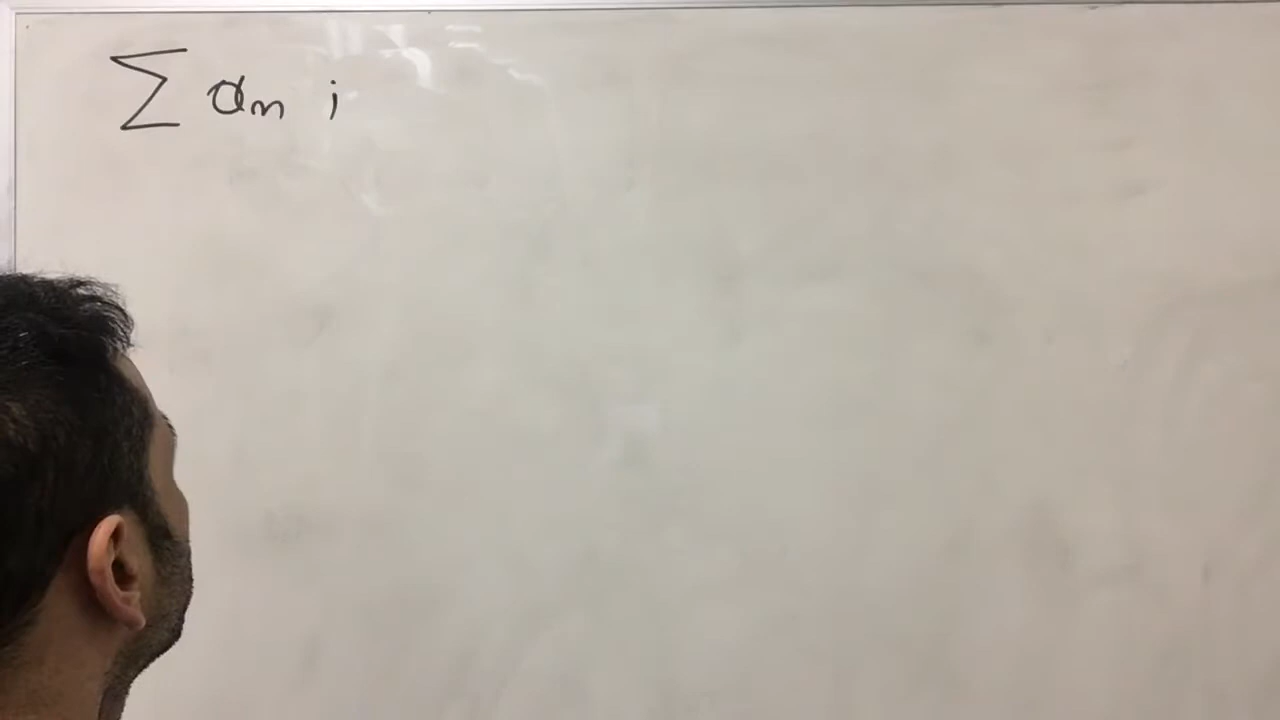 ∑ aₙ ;